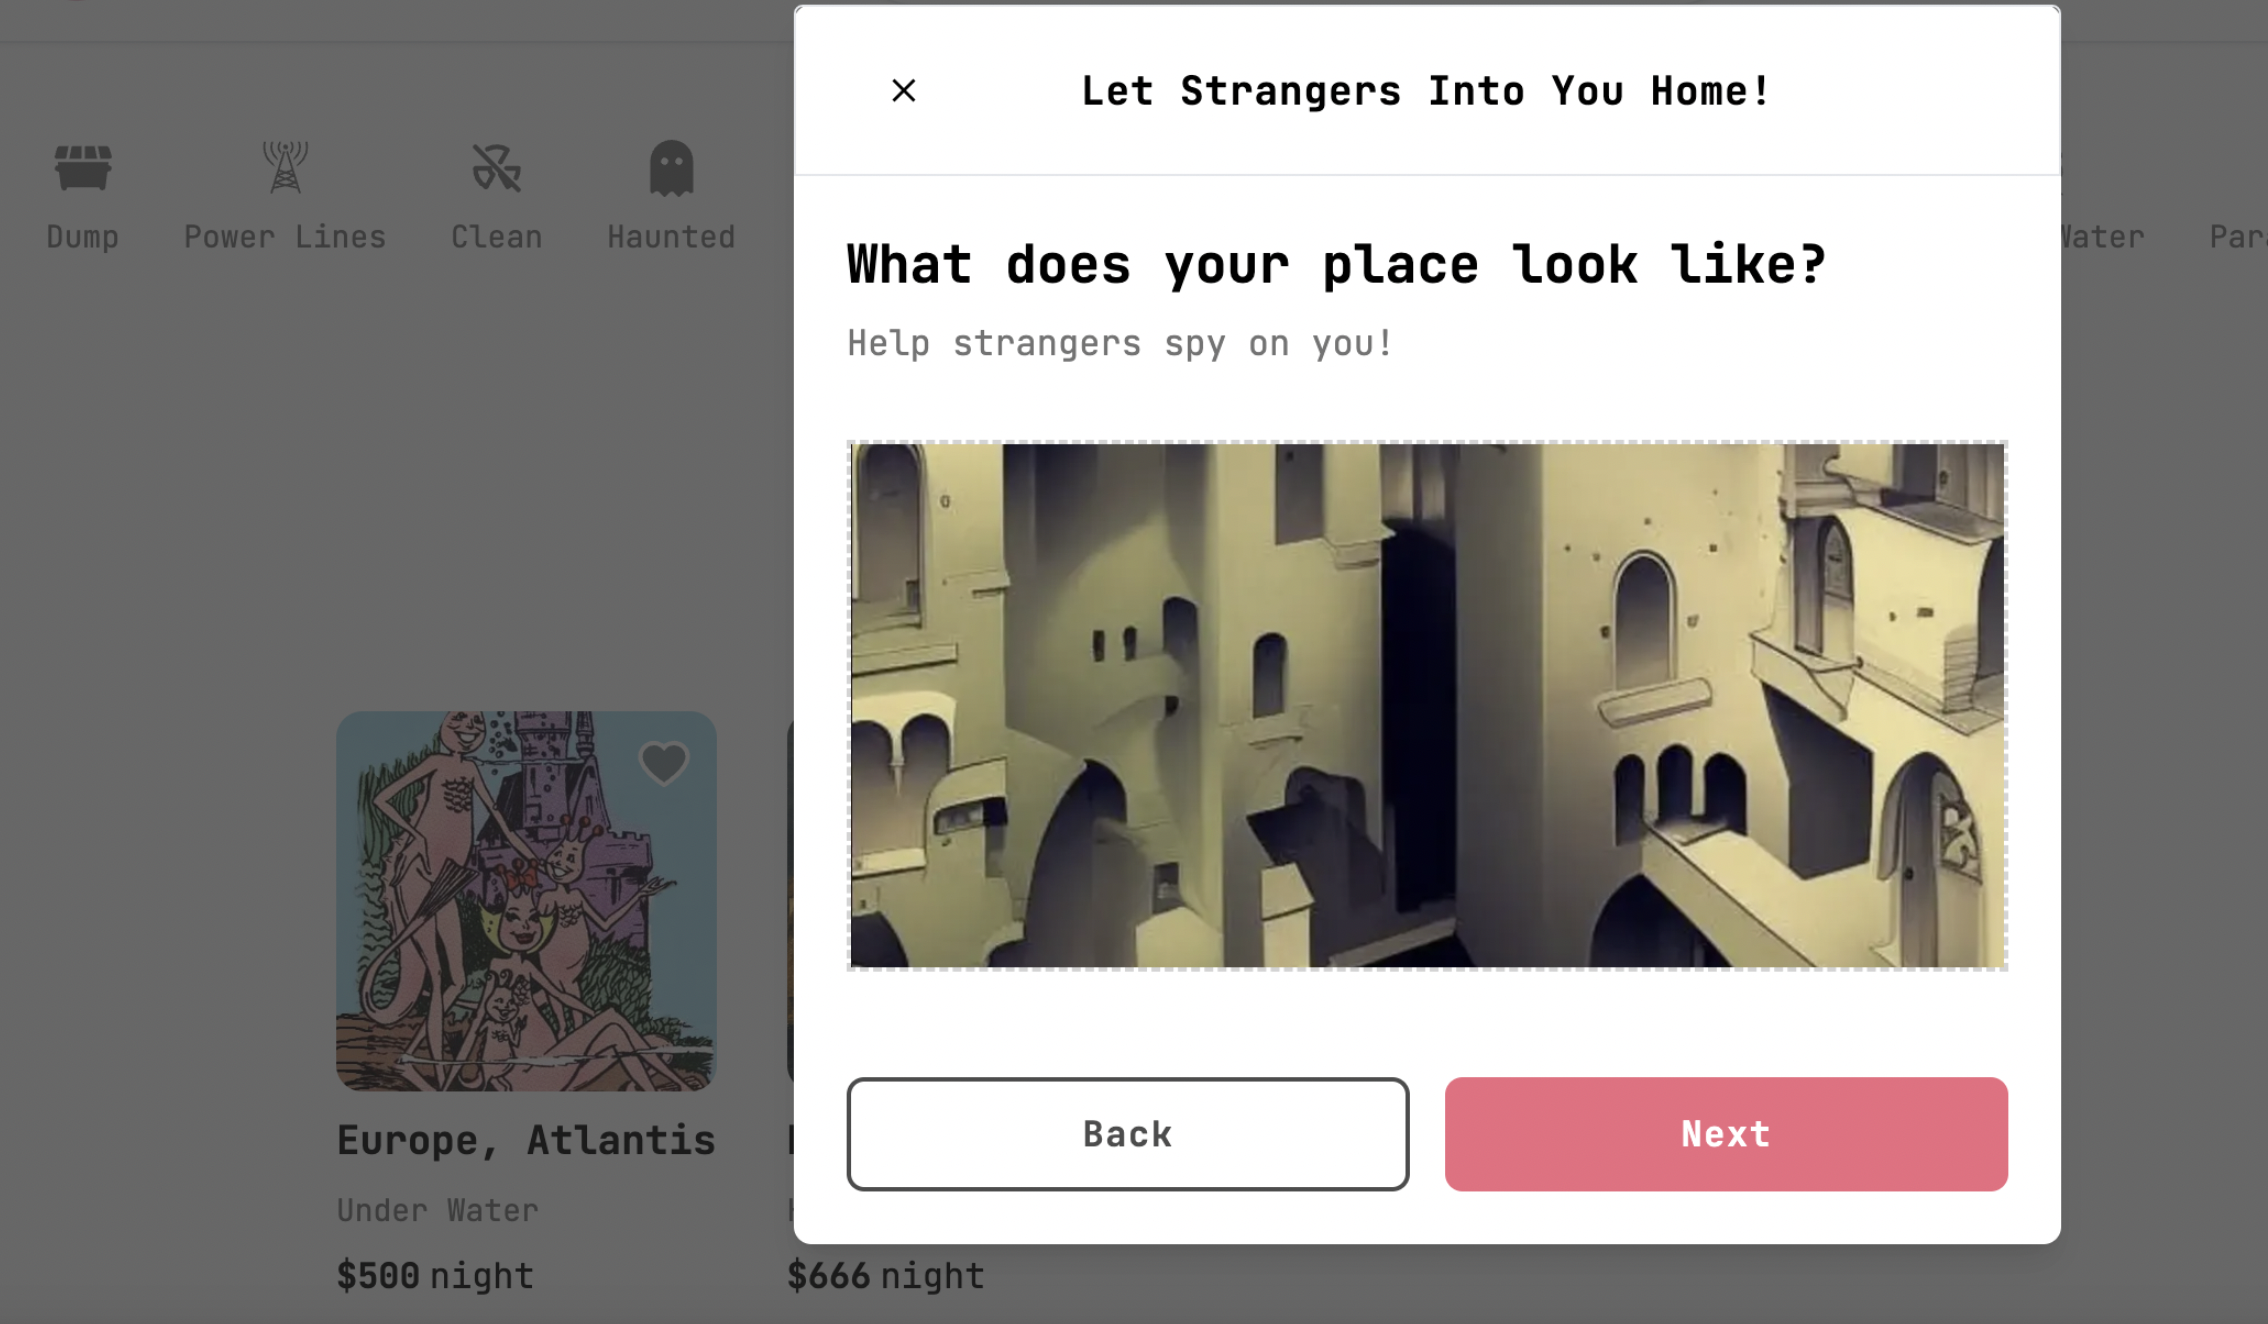 Let Strangers Into You Home!
Dump
Power Lines
Clean
Haunted
Water
What does your place look like?
Help strangers spy on you!
Back
Next
Europe, Atlantis
Under Water
$500 night
$666 night